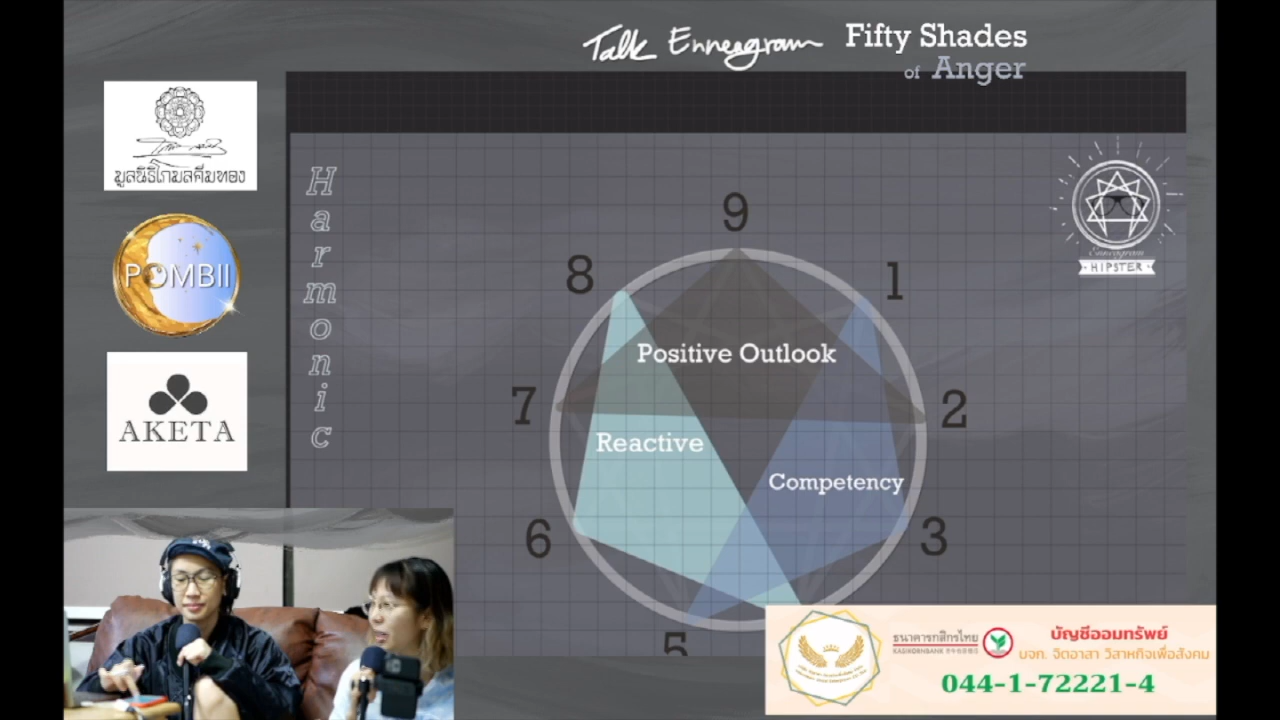 Talk Enneagram
Fifty Shades
of Anger
มูลนิธิโกมลคีมทอง
POMBII
AKETA
Harmonic
HIPSTER
9
8
1
Positive Outlook
7
2
Reactive
Competency
6
3
5
ธนาคารกสิกรไทย
KASIKORNBANK
บัญชีออมทรัพย์
มจก. จิตอาสา วิสาหกิจเพื่อสังคม
044-1-72221-4